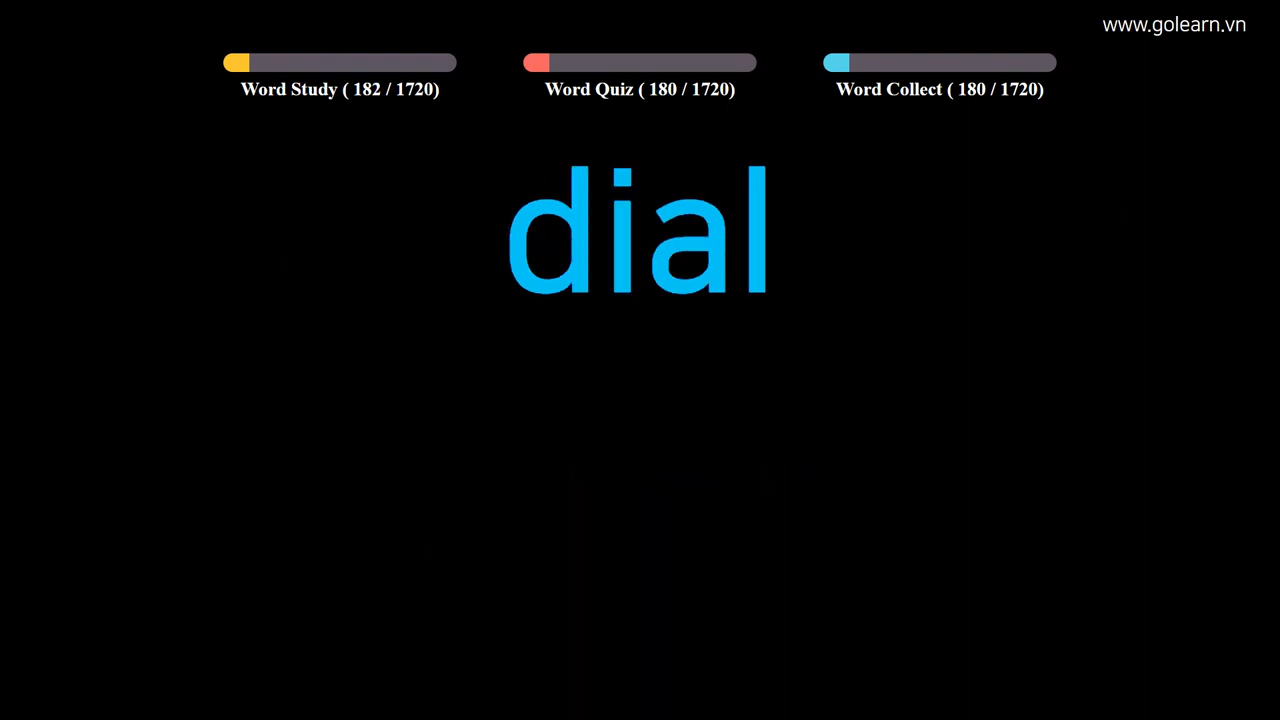 www.golearn.vn
Word Study ( 182 / 1720)
Word Quiz ( 180 / 1720)
Word Collect ( 180 / 1720)
dial